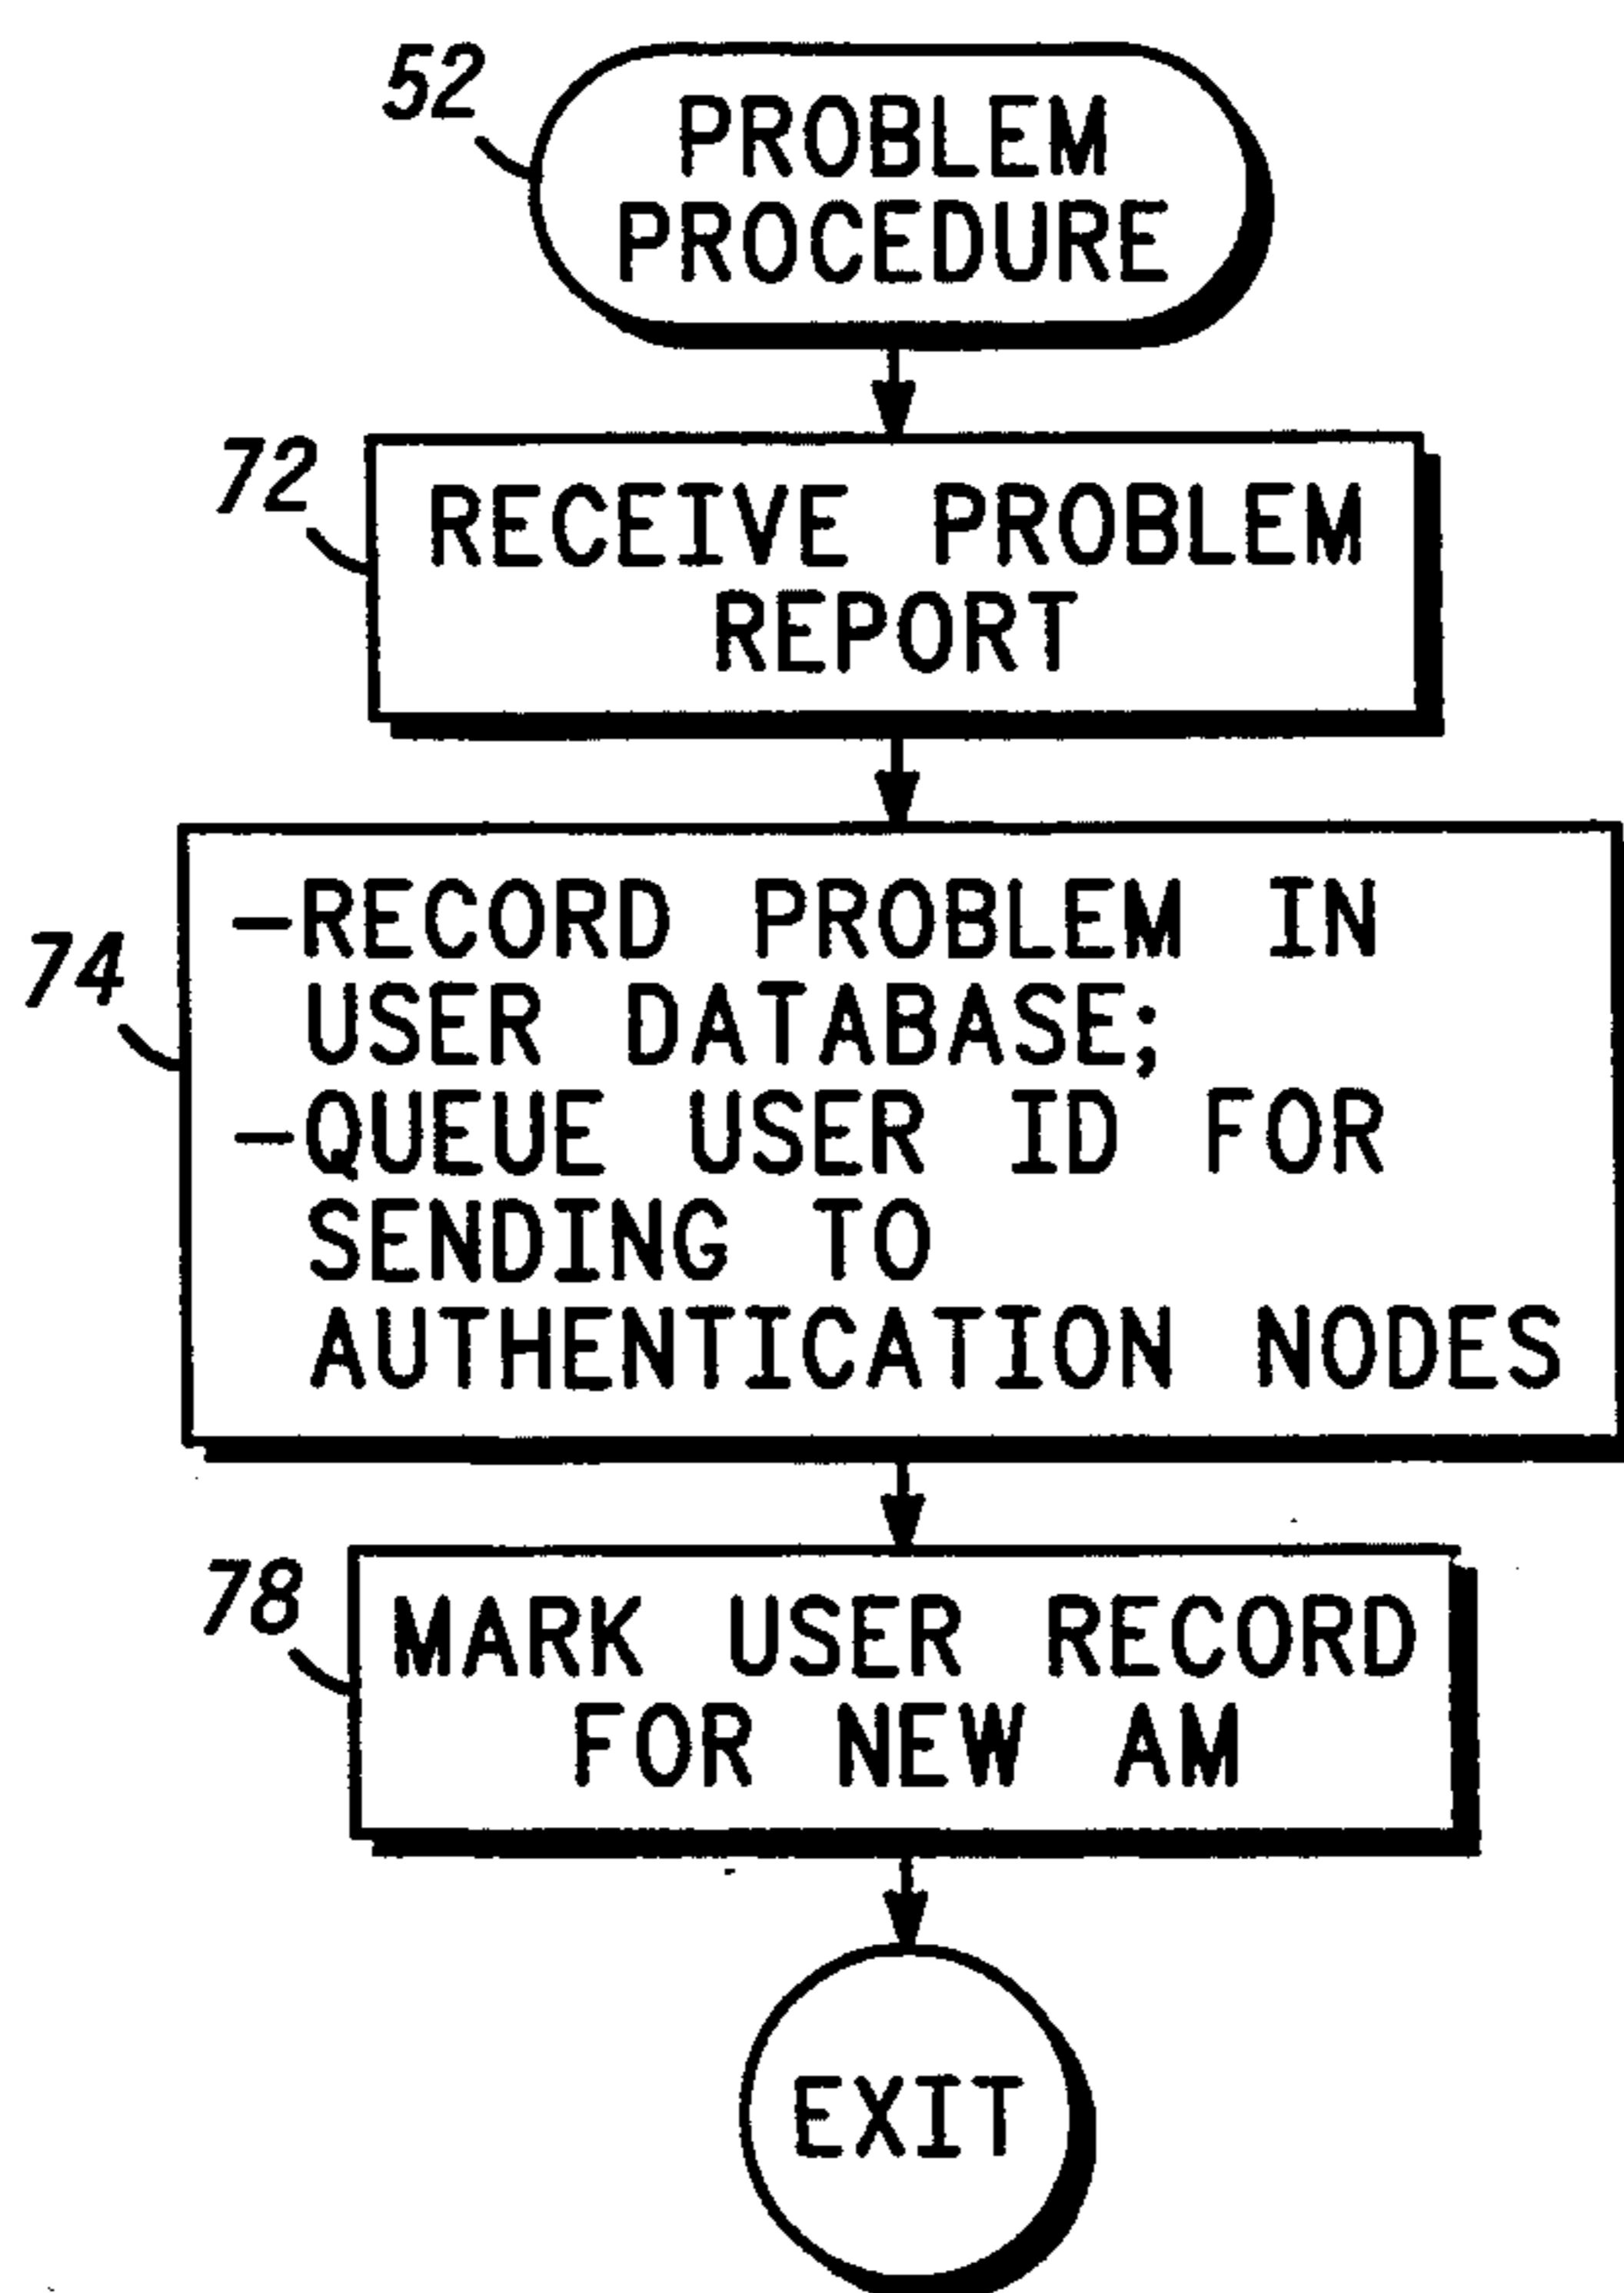 52
PROBLEM
PROCEDURE
72
RECEIVE PROBLEM
REPORT
74
-RECORD PROBLEM IN
USER DATABASE;
-QUEUE USER ID FOR
SENDING TO
AUTHENTICATION NODES
78
MARK USER RECORD
FOR NEW AM
EXIT